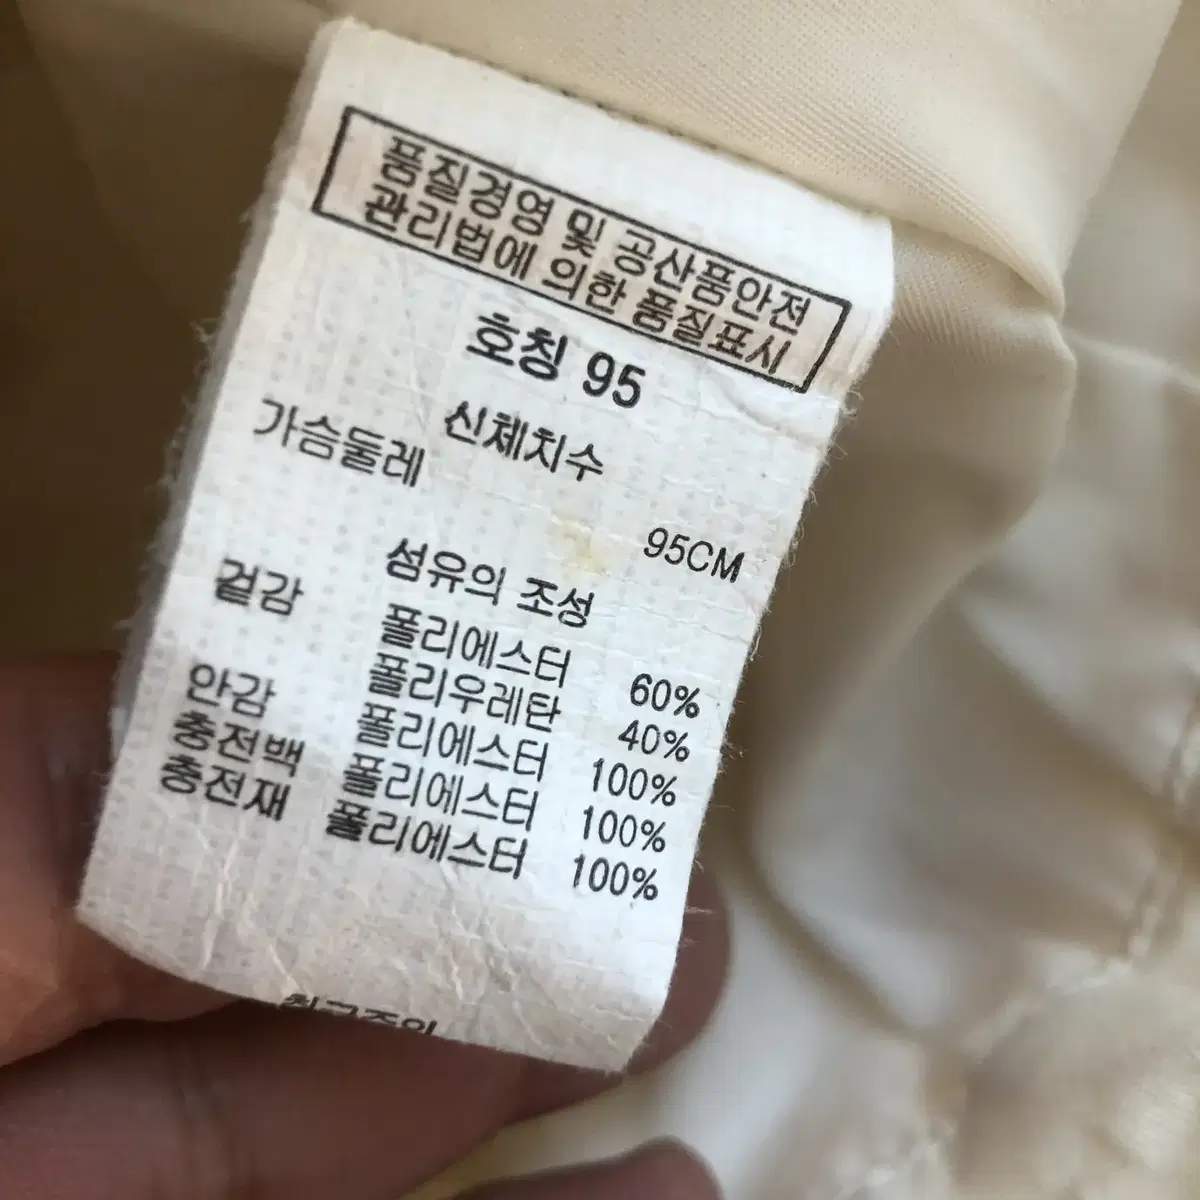 품질경영 및 공산품안전
관리법에 의한 품질표시
호칭 95
신체치수
가슴둘레 95CM
섬유의 조성
겉감 폴리에스터 60%
폴리우레탄 40%
안감 폴리에스터 100%
충전백 폴리에스터 100%
충전재 폴리에스터 100%